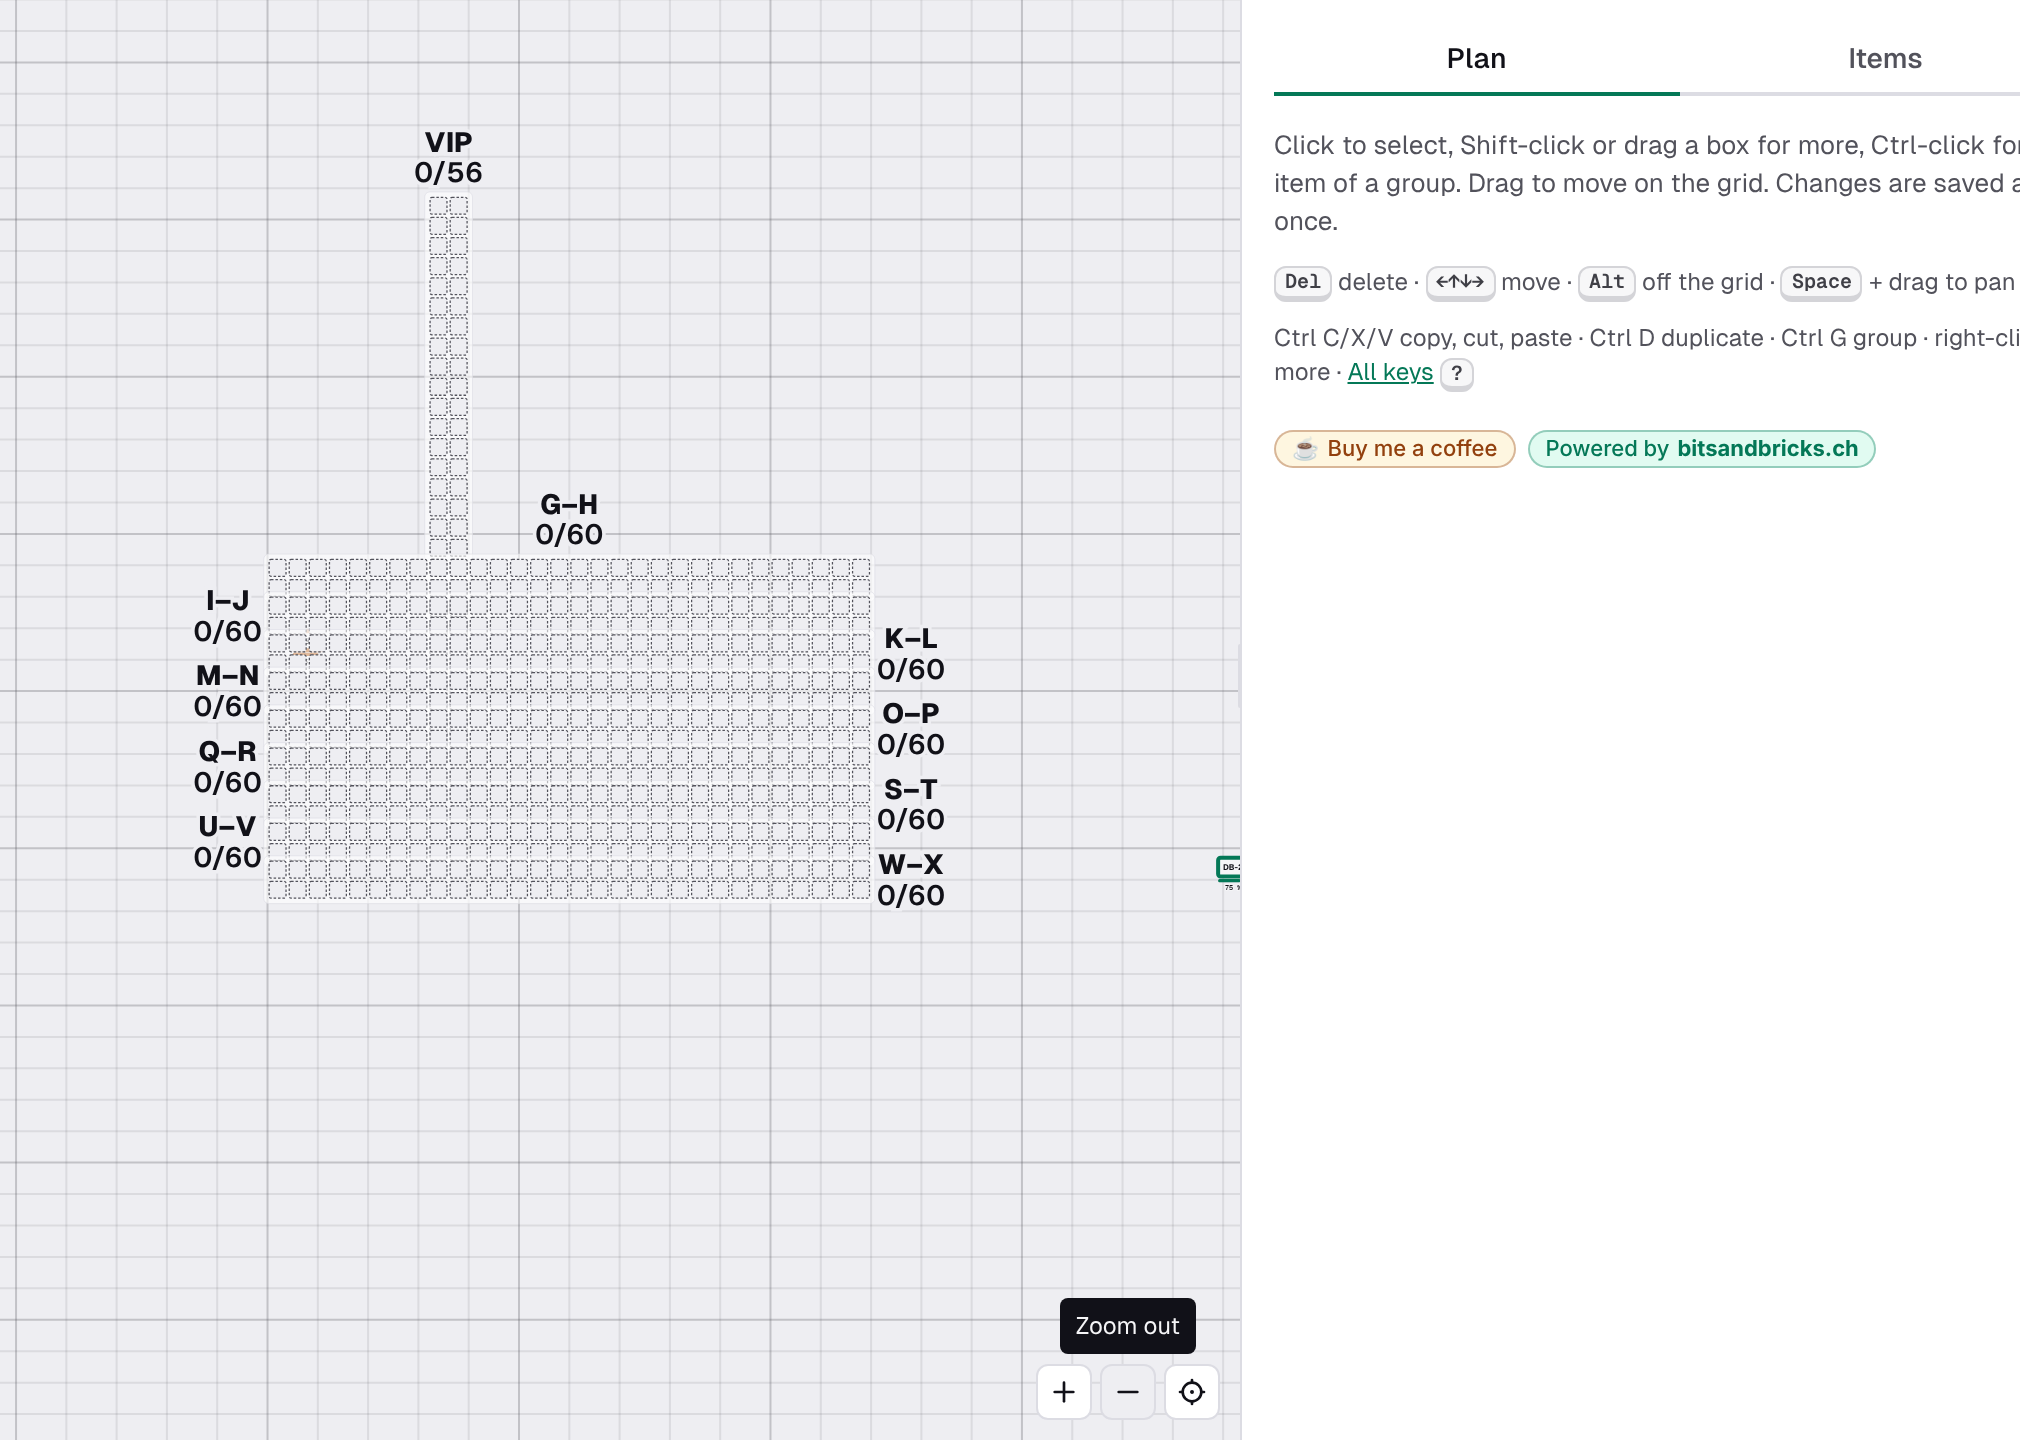 VIP
0/56
G–H
0/60
I–J
0/60
K–L
0/60
M–N
0/60
O–P
0/60
Q–R
0/60
S–T
0/60
U–V
0/60
W–X
0/60
DB-
75
Zoom out
Plan Items
Click to select, Shift-click or drag a box for more, Ctrl-click for
item of a group. Drag to move on the grid. Changes are saved a
once.
Del delete · ←↑↓→ move · Alt off the grid · Space + drag to pan
Ctrl C/X/V copy, cut, paste · Ctrl D duplicate · Ctrl G group · right-cli
more · All keys ?
Buy me a coffee Powered by bitsandbricks.ch